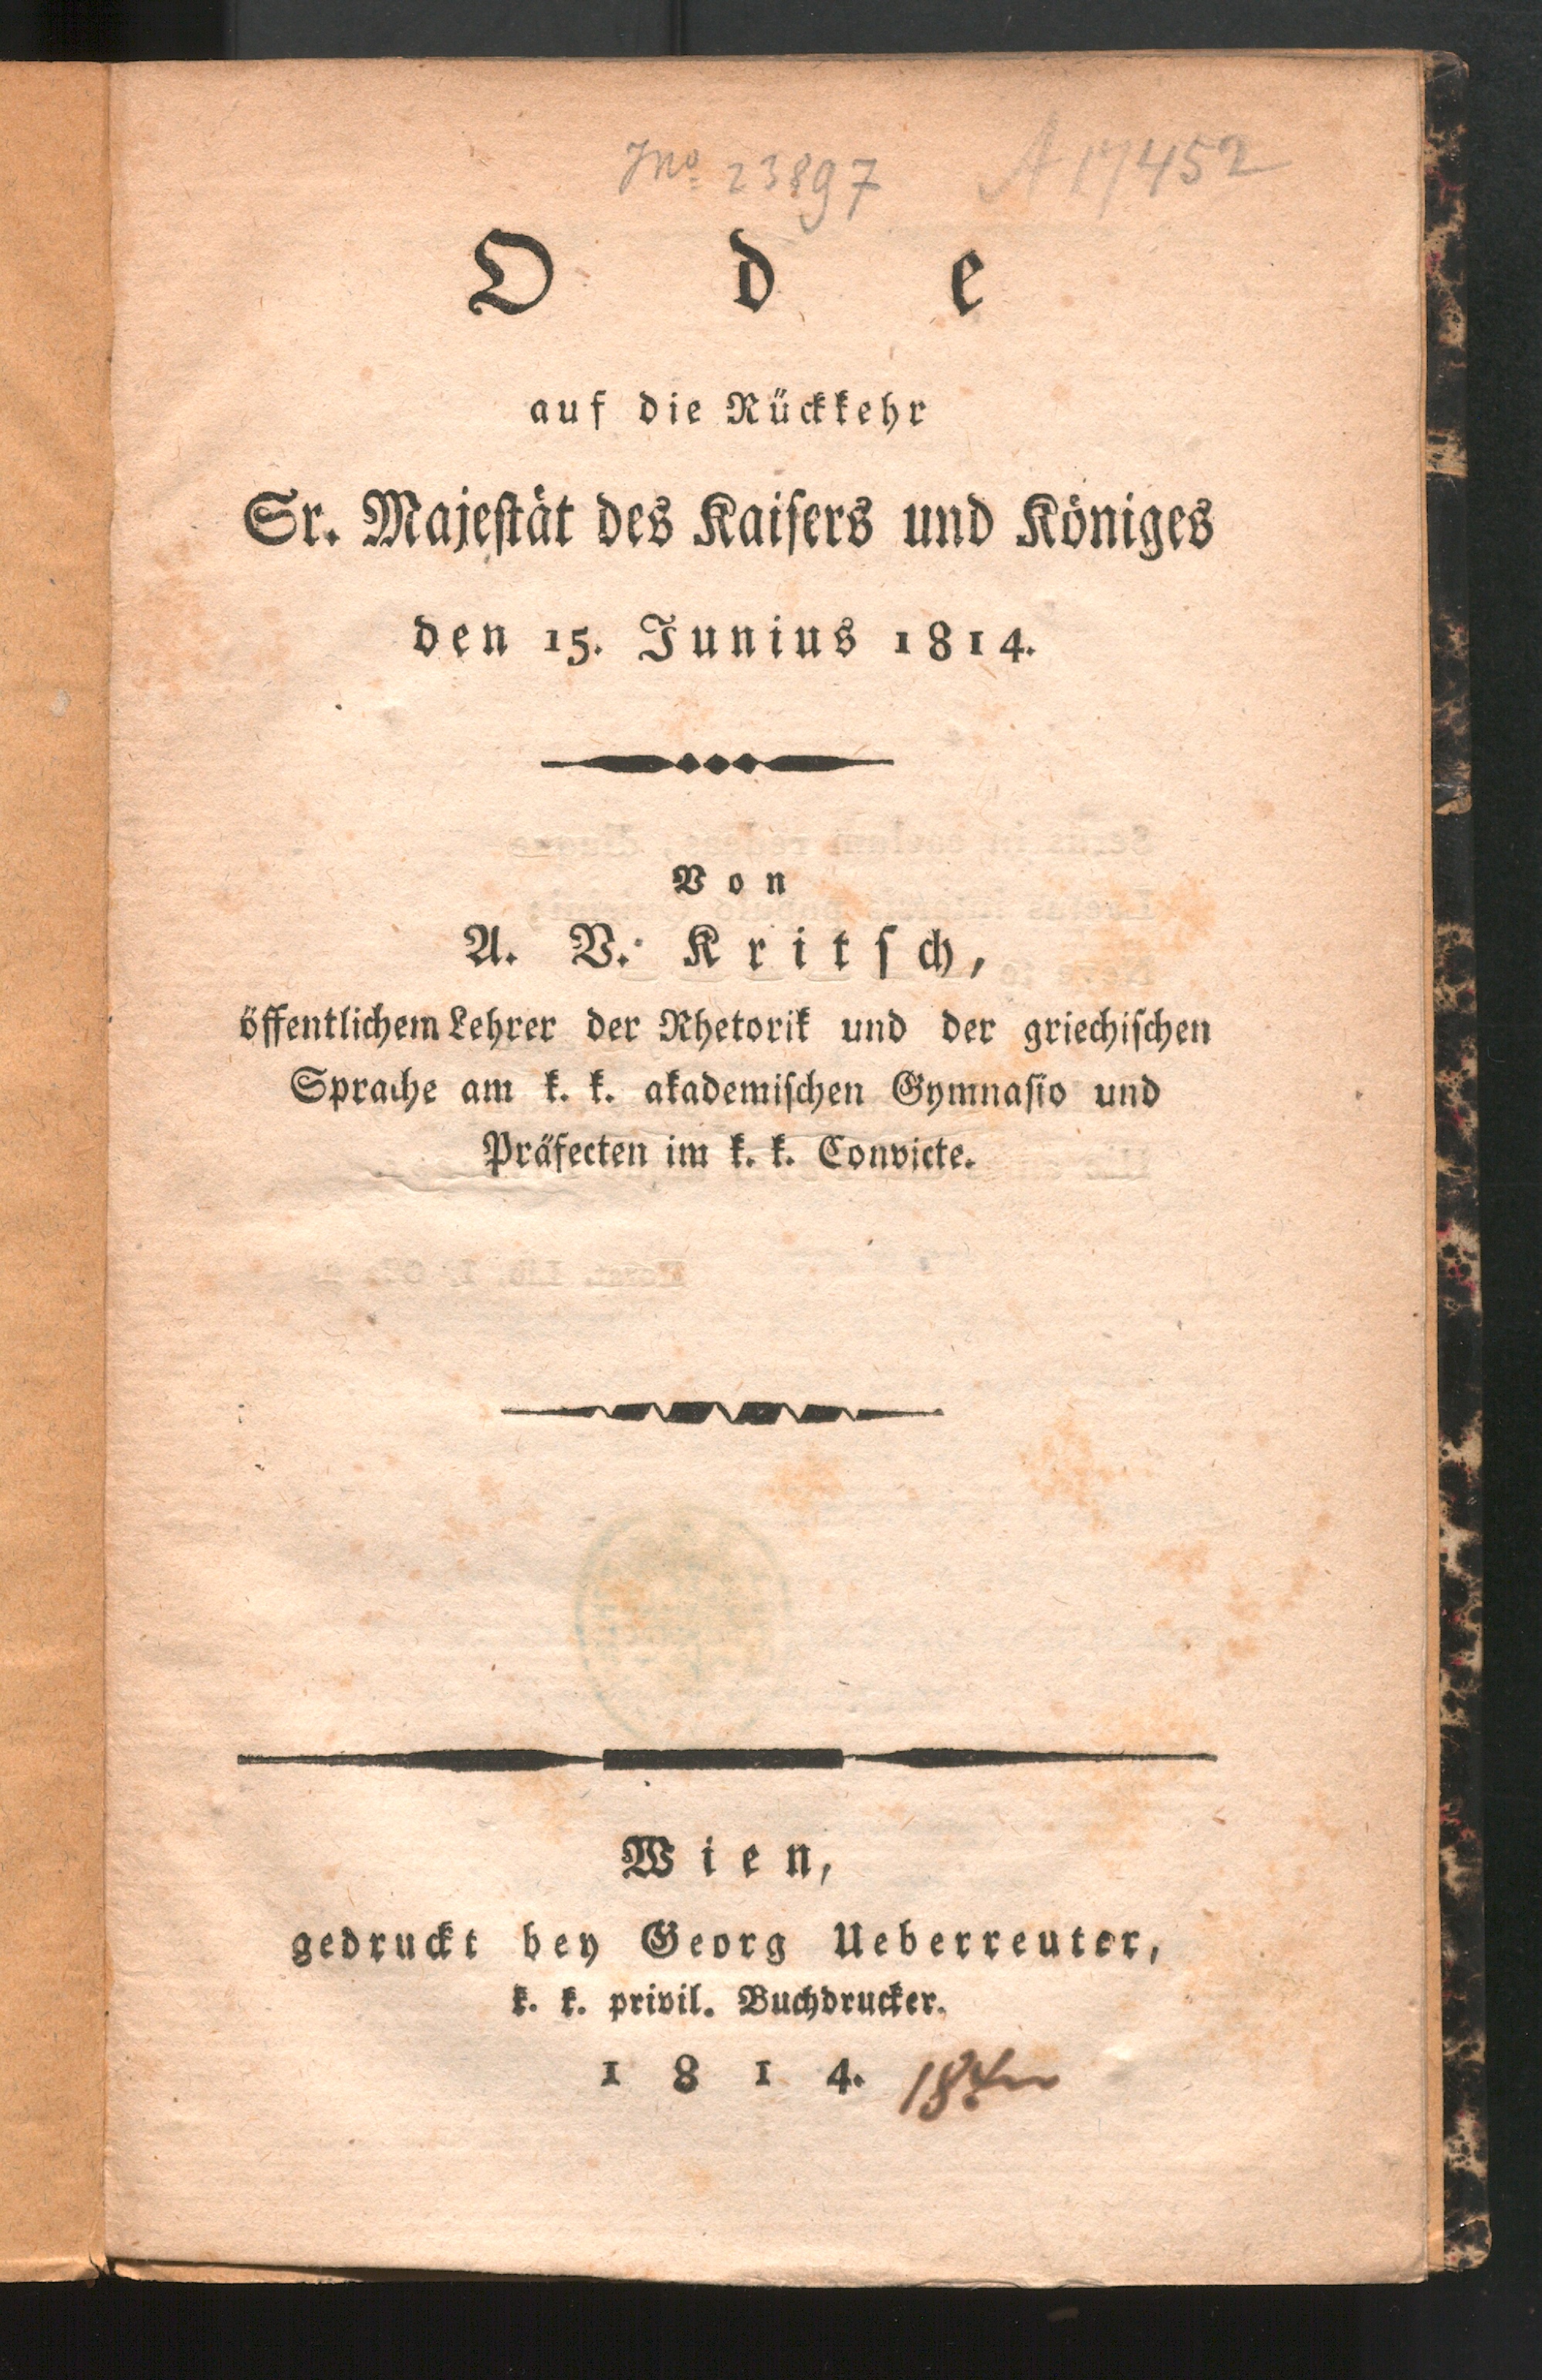 Jno. 23897 A 17452
Ode
auf die Rückkehr
Sr. Majestät des Kaisers und Königes
den 15. Junius 1814.
Von
A. V. Kritsch,
öffentlichem Lehrer der Rhetorik und der griechischen
Sprache am k. k. akademischen Gymnasio und
Präfecten im k. k. Convicte.
Wien,
gedruckt bey Georg Ueberreuter,
k. k. privil. Buchdrucker.
1814.